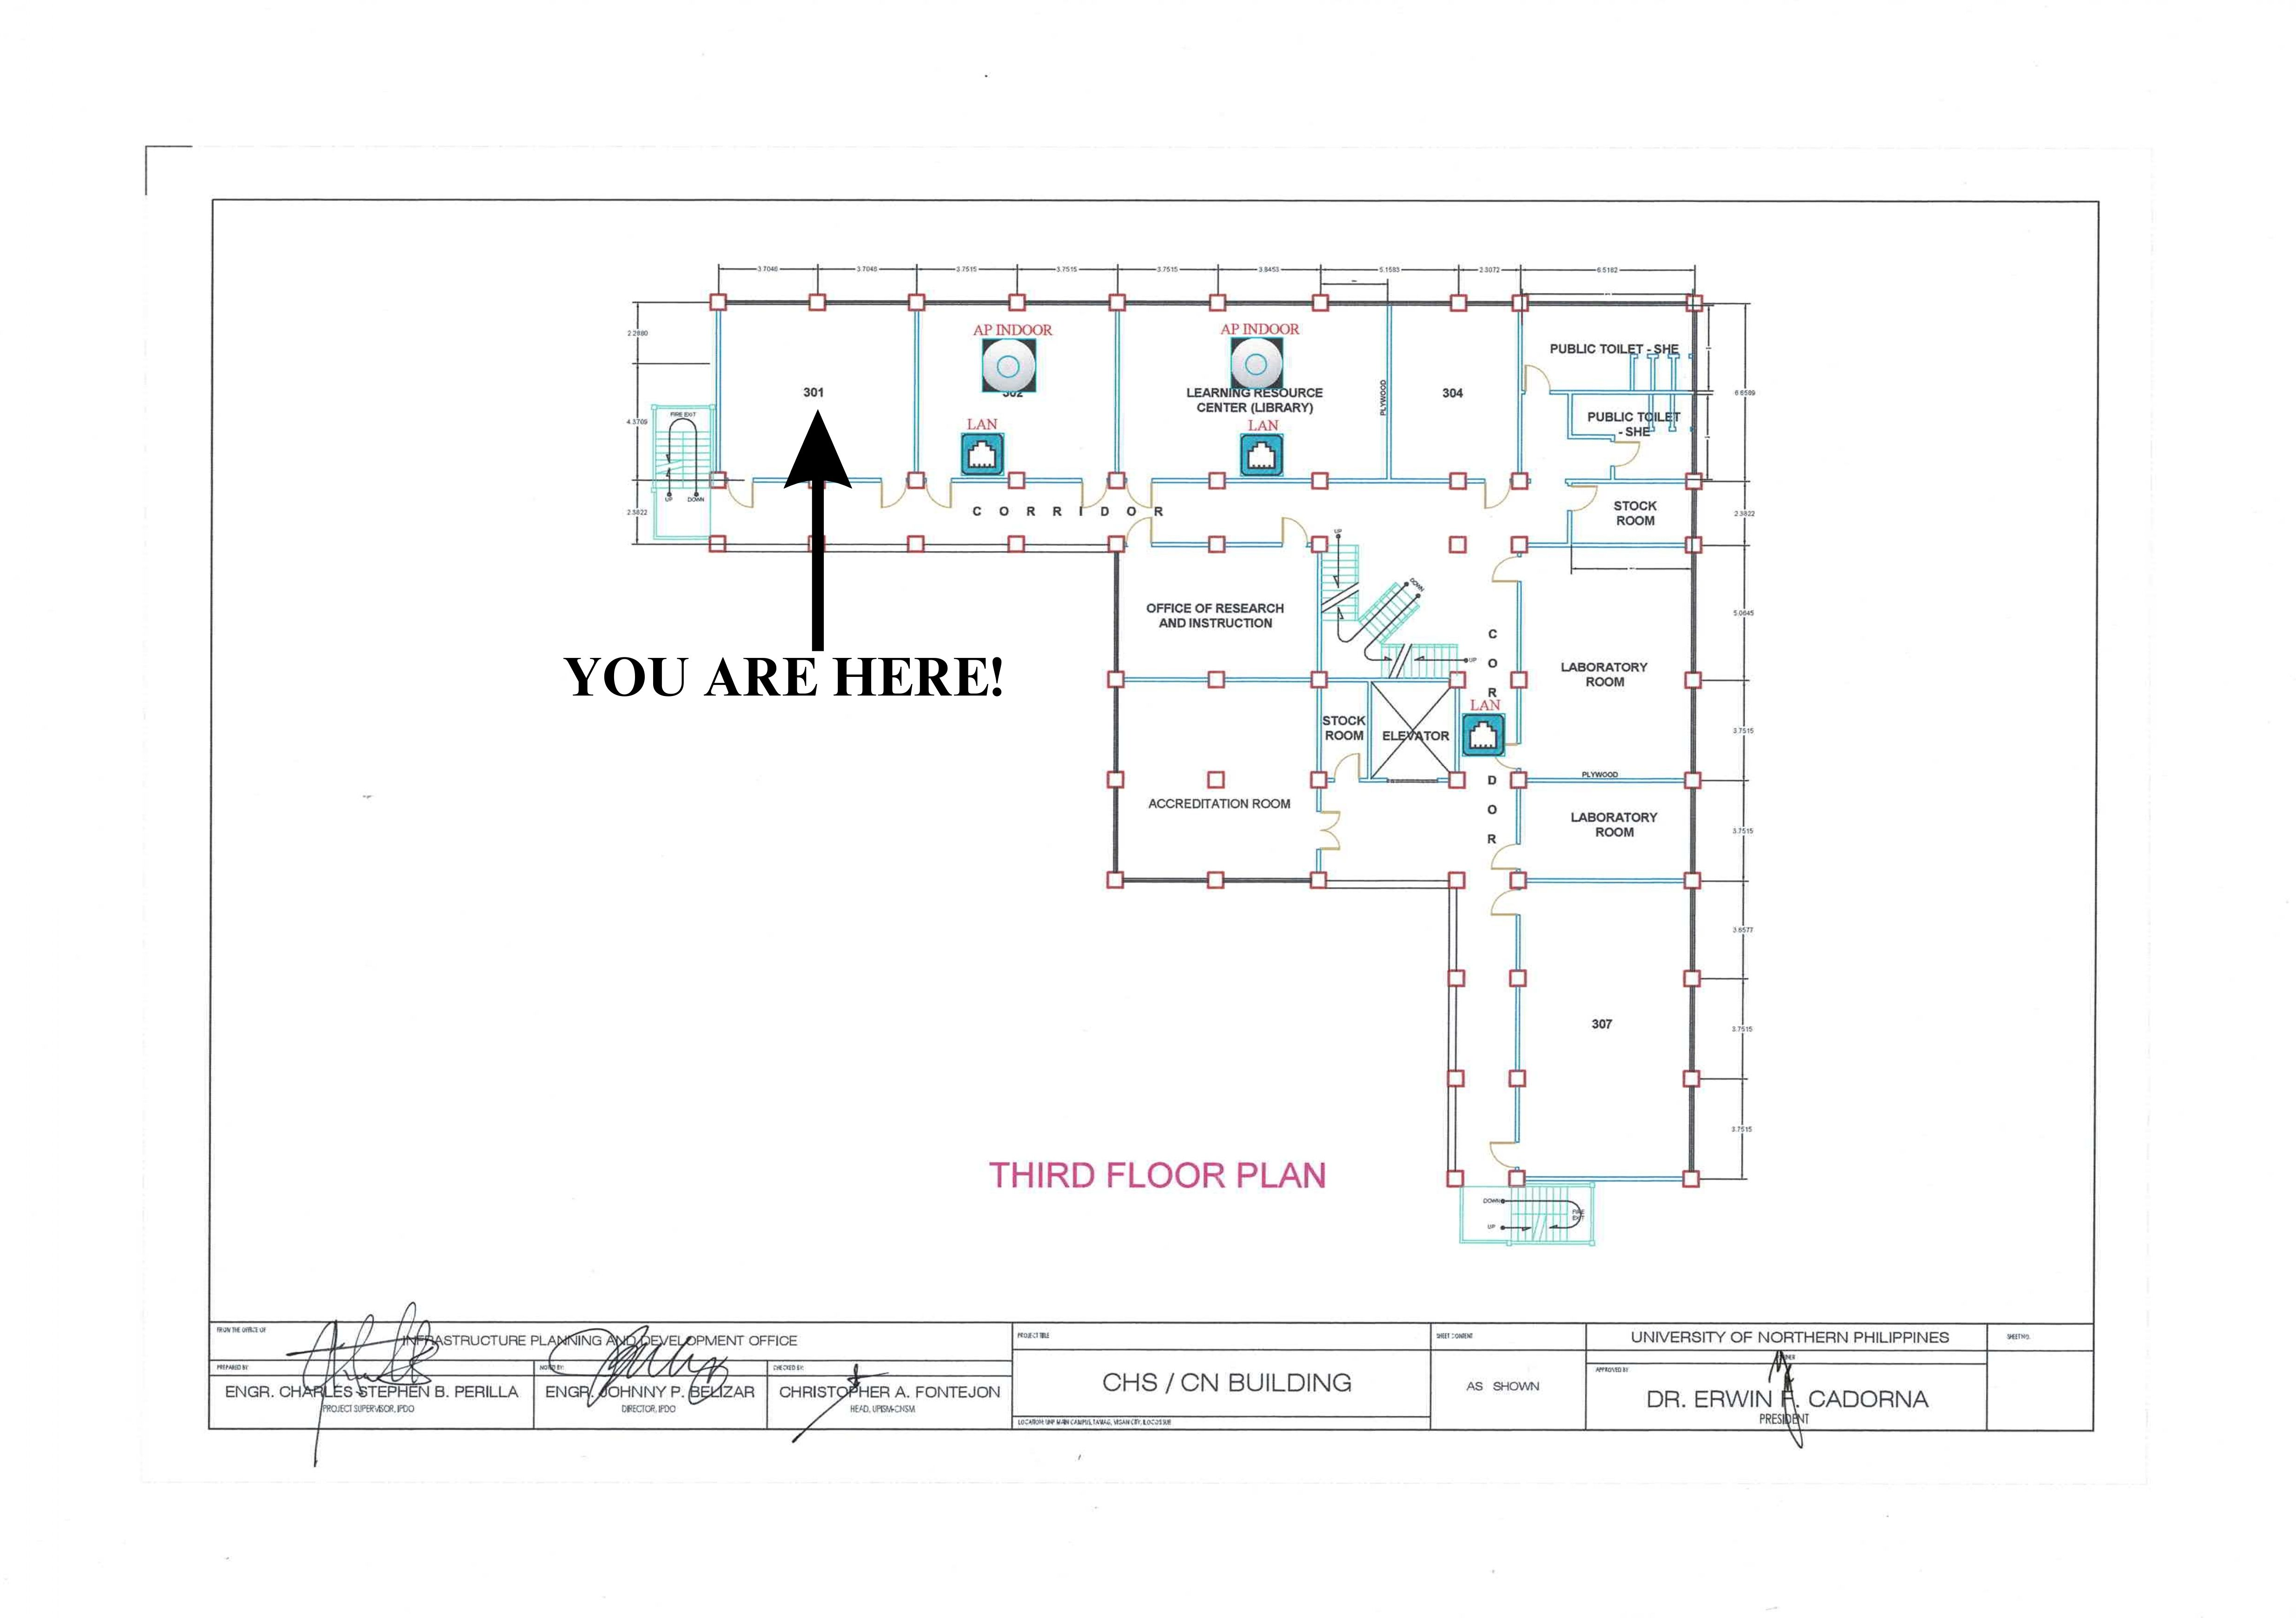 3.7046 3.7046 3.7515 3.7515 3.7515 3.8453 5.1583 2.3072 6.5182
2.2880
4.3709
2.3822
AP INDOOR
AP INDOOR
PUBLIC TOILET - SHE
301
302
LEARNING RESOURCE
CENTER (LIBRARY)
PLYWOOD
304
6.6589
PUBLIC TOILET
- SHE
LAN
LAN
FIRE EXIT
UP DOWN
CORRIDOR
STOCK
ROOM
2.3822
UP
DOWN
UP
OFFICE OF RESEARCH
AND INSTRUCTION
5.0645
CORR
LAN
DOR
LABORATORY
ROOM
YOU ARE HERE!
STOCK
ROOM
ELEVATOR
3.7515
PLYWOOD
ACCREDITATION ROOM
LABORATORY
ROOM
3.7515
3.6577
307
3.7515
3.7515
THIRD FLOOR PLAN
DOWN
UP
FIRE
EXIT
FROM THE OFFICE OF
INFRASTRUCTURE PLANNING AND DEVELOPMENT OFFICE
PREPARED BY:
ENGR. CHARLES STEPHEN B. PERILLA
PROJECT SUPERVISOR, IPDO
NOTED BY:
ENGR. JOHNNY P. BELIZAR
DIRECTOR, IPDO
CHECKED BY:
CHRISTOPHER A. FONTEJON
HEAD, UPISM-CNSM
PROJECT TITLE
CHS / CN BUILDING
LOCATION: UNP MAIN CAMPUS, TAMAG, VIGAN CITY, ILOCOS SUR
SHEET CONTENT
AS SHOWN
UNIVERSITY OF NORTHERN PHILIPPINES
OWNER
APPROVED BY
DR. ERWIN F. CADORNA
PRESIDENT
SHEET NO.